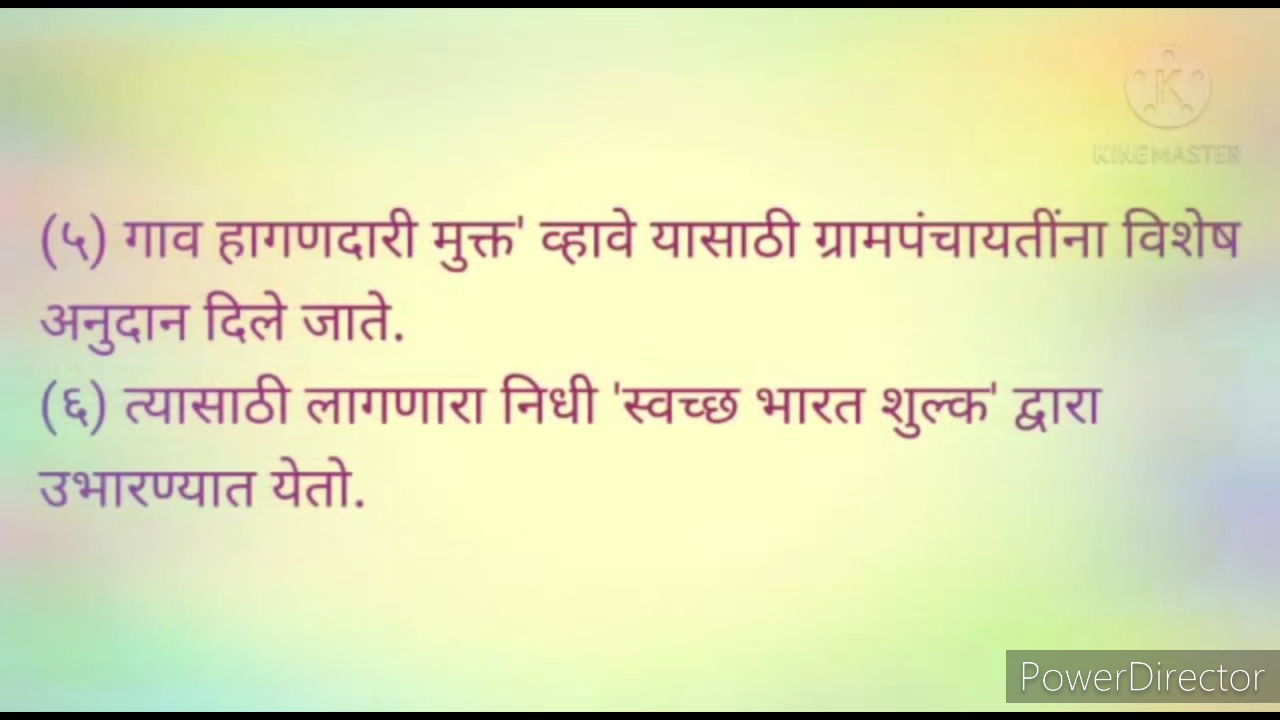 KINEMASTER
(५) गाव हागणदारी मुक्त' व्हावे यासाठी ग्रामपंचायतींना विशेष
अनुदान दिले जाते.
(६) त्यासाठी लागणारा निधी 'स्वच्छ भारत शुल्क' द्वारा
उभारण्यात येतो.
PowerDirector